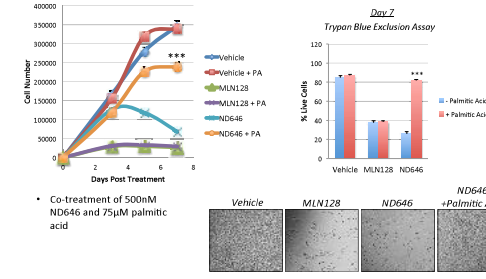 400000
350000
300000
250000
200000
150000
100000
50000
0
Cell Number
0 2 4 6 8
Days Post Treatment
***
Vehicle
Vehicle + PA
MLN128
MLN128 + PA
ND646
ND646 + PA
Day 7
Trypan Blue Exclusion Assay
120
100
80
60
40
20
0
% Live Cells
***
Vehicle MLN128 ND646
- Palmitic Acid
+ Palmitic Acid
• Co-treatment of 500nM
ND646 and 75µM palmitic
acid
Vehicle
MLN128
ND646
ND646
+Palmitic A